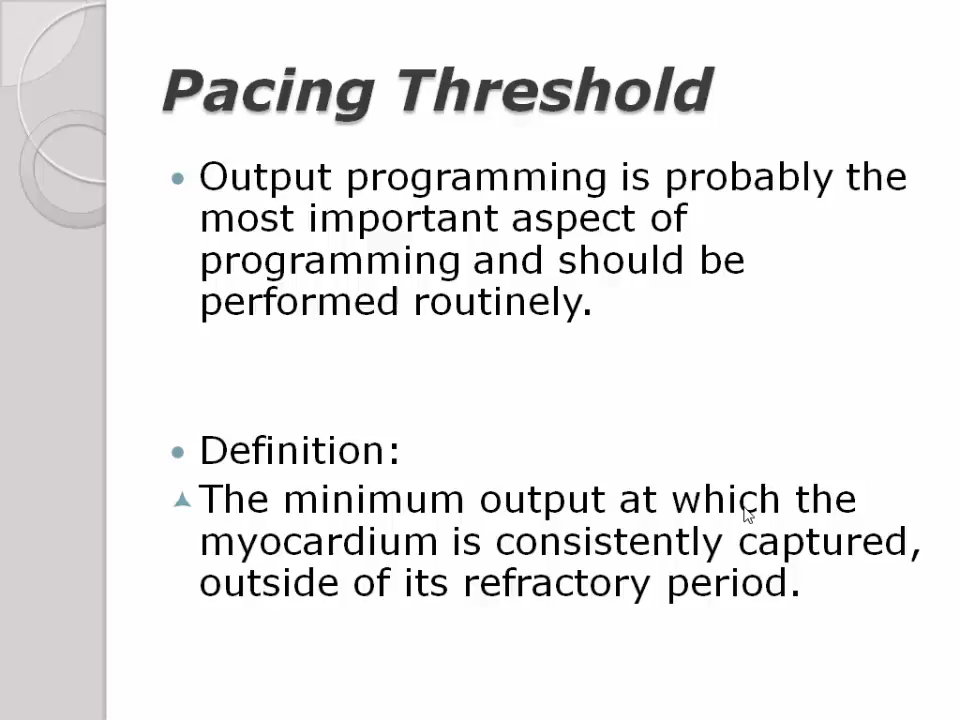 Pacing Threshold
Output programming is probably the
most important aspect of
programming and should be
performed routinely.
Definition:
The minimum output at which the
myocardium is consistently captured,
outside of its refractory period.